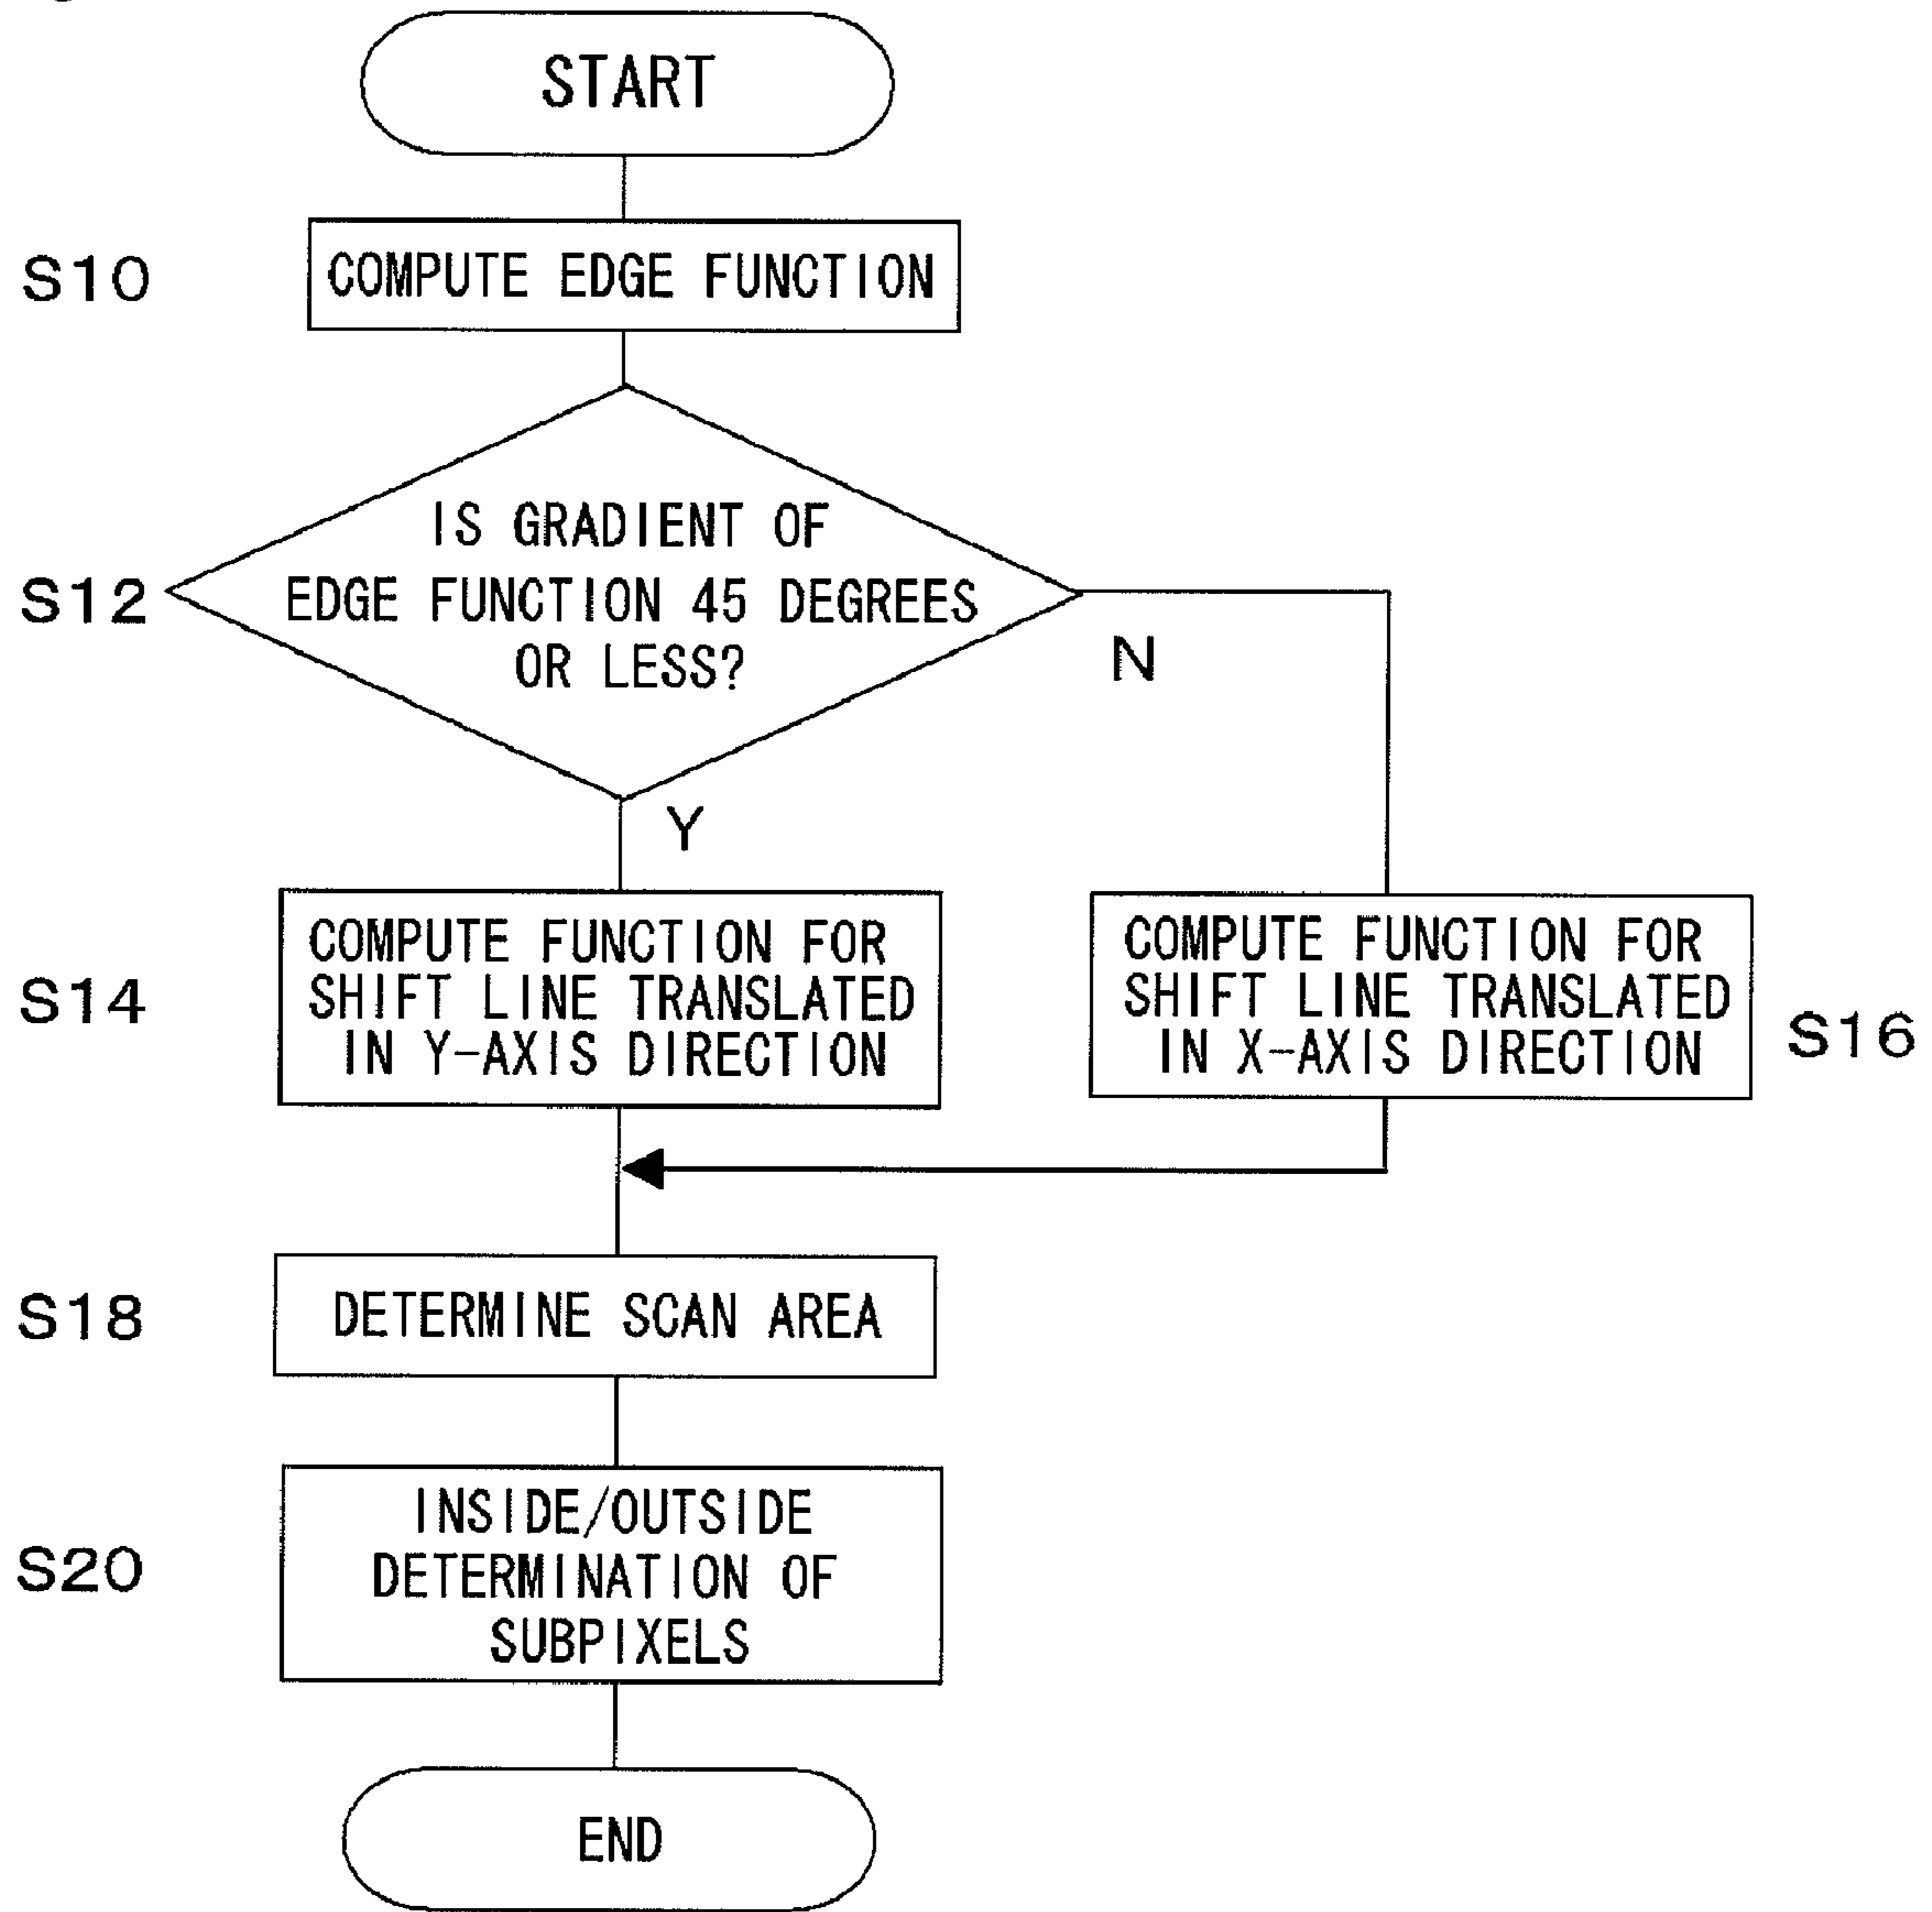 START
S10
COMPUTE EDGE FUNCTION
S12
IS GRADIENT OF
EDGE FUNCTION 45 DEGREES
OR LESS?
N
Y
S14
COMPUTE FUNCTION FOR
SHIFT LINE TRANSLATED
IN Y-AXIS DIRECTION
COMPUTE FUNCTION FOR
SHIFT LINE TRANSLATED
IN X-AXIS DIRECTION
S16
S18
DETERMINE SCAN AREA
S20
INSIDE/OUTSIDE
DETERMINATION OF
SUBPIXELS
END